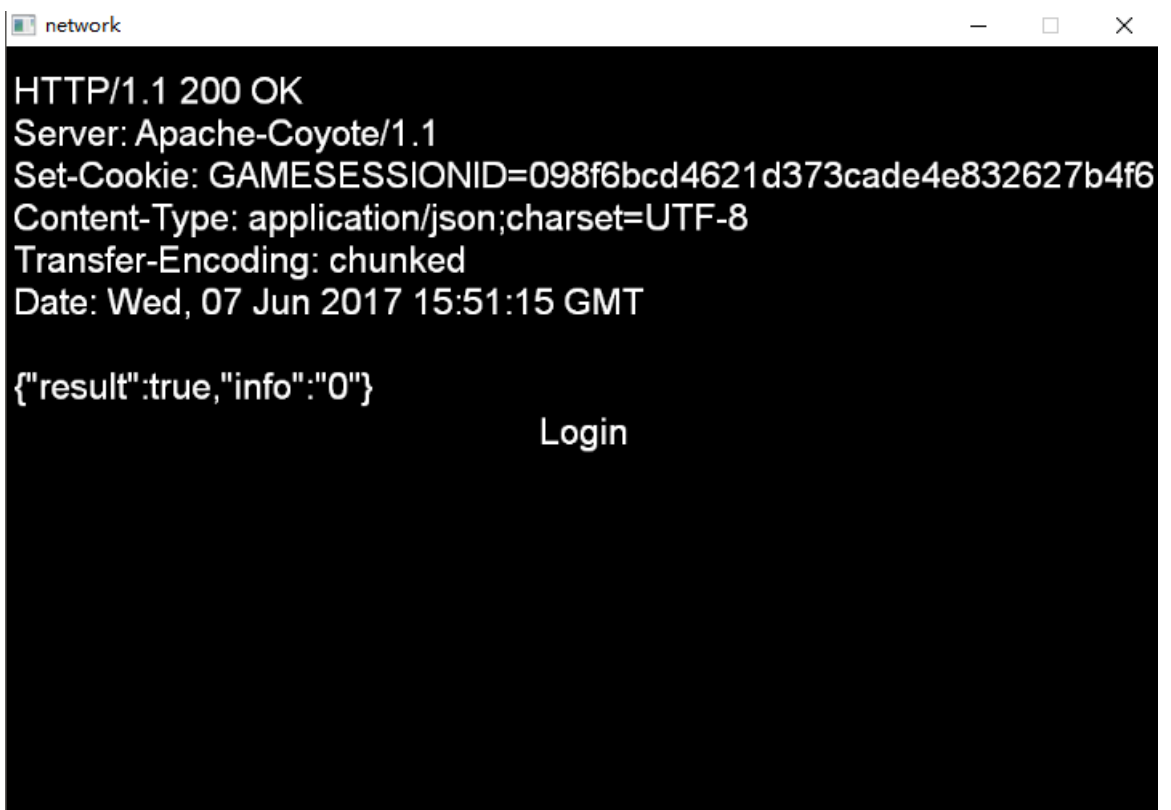 network
HTTP/1.1 200 OK
Server: Apache-Coyote/1.1
Set-Cookie: GAMESESSIONID=098f6bcd4621d373cade4e832627b4f6
Content-Type: application/json;charset=UTF-8
Transfer-Encoding: chunked
Date: Wed, 07 Jun 2017 15:51:15 GMT
{"result":true,"info":"0"}
Login